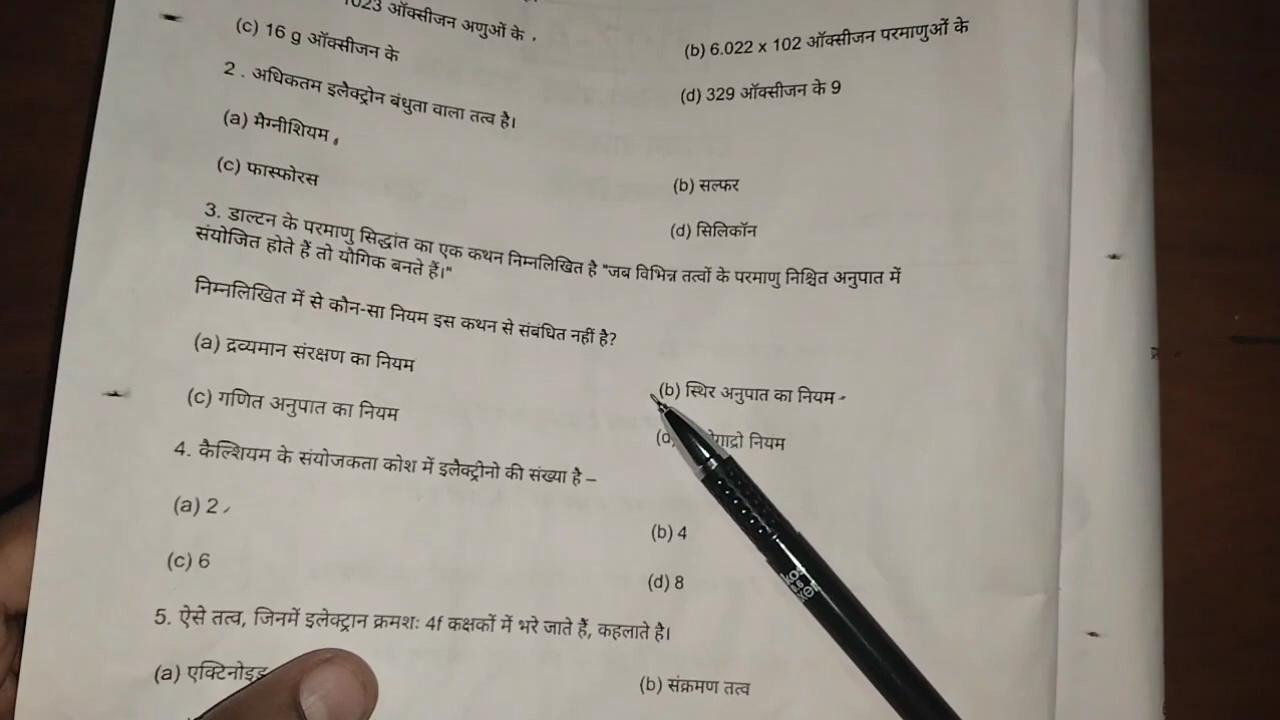 1023 ऑक्सीजन अणुओं के
(b) 6.022 x 102 ऑक्सीजन परमाणुओं के
(c) 16 g ऑक्सीजन के
(d) 329 ऑक्सीजन के 9
2 . अधिकतम इलैक्ट्रोन बंधुता वाला तत्व है।
(a) मैग्नीशियम
(b) सल्फर
(c) फास्फोरस
(d) सिलिकॉन
3. डाल्टन के परमाणु सिद्धांत का एक कथन निम्नलिखित है "जब विभिन्न तत्वों के परमाणु निश्चित अनुपात में
संयोजित होते हैं तो यौगिक बनते हैं।"
निम्नलिखित में से कौन-सा नियम इस कथन से संबंधित नहीं है?
(a) द्रव्यमान संरक्षण का नियम
(b) स्थिर अनुपात का नियम
(c) गणित अनुपात का नियम
नियम
4. कैल्शियम के संयोजकता कोश में इलैक्ट्रीनो की संख्या है –
(a) 2
(b) 4
(c) 6
(d) 8
5. ऐसे तत्व, जिनमें इलेक्ट्रान क्रमशः 4f कक्षकों में भरे जाते हैं, कहलाते है।
(a) एक्टिनोइड
(b) संक्रमण तत्व